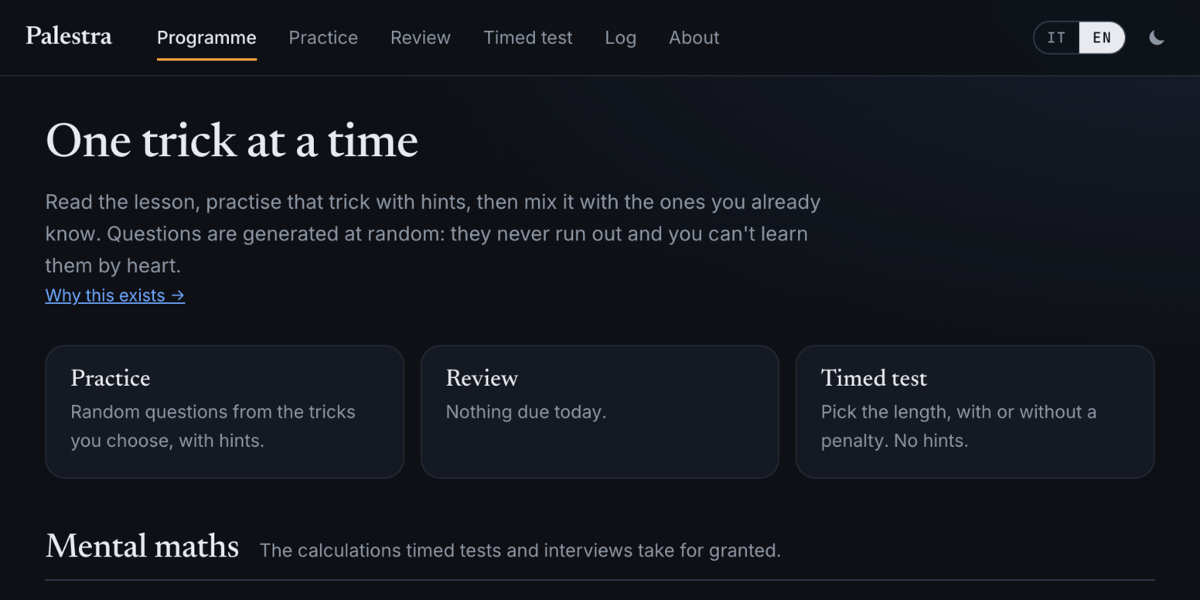 Palestra
Programme
Practice
Review
Timed test
Log
About
IT
EN
One trick at a time
Read the lesson, practise that trick with hints, then mix it with the ones you already
know. Questions are generated at random: they never run out and you can't learn
them by heart.
Why this exists →
Practice
Random questions from the tricks
you choose, with hints.
Review
Nothing due today.
Timed test
Pick the length, with or without a
penalty. No hints.
Mental maths
The calculations timed tests and interviews take for granted.